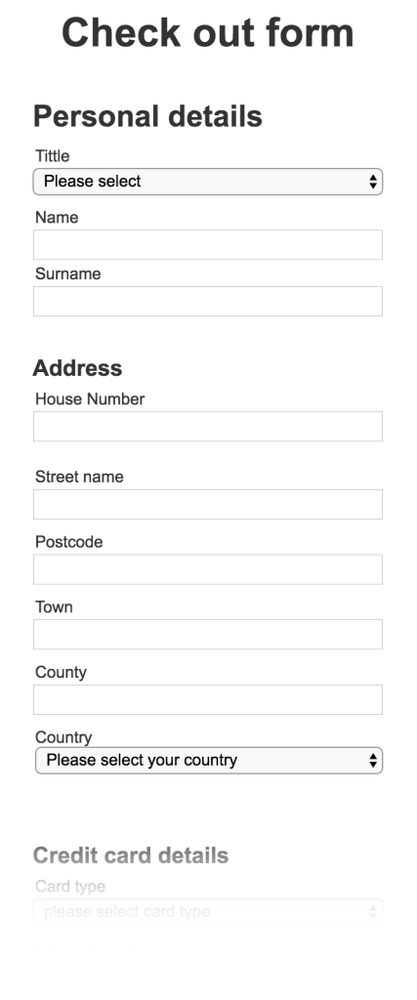 Check out form
Personal details
Tittle
Please select
Name
Surname
Address
House Number
Street name
Postcode
Town
County
Country
Please select your country
Credit card details
Card type
please select card type